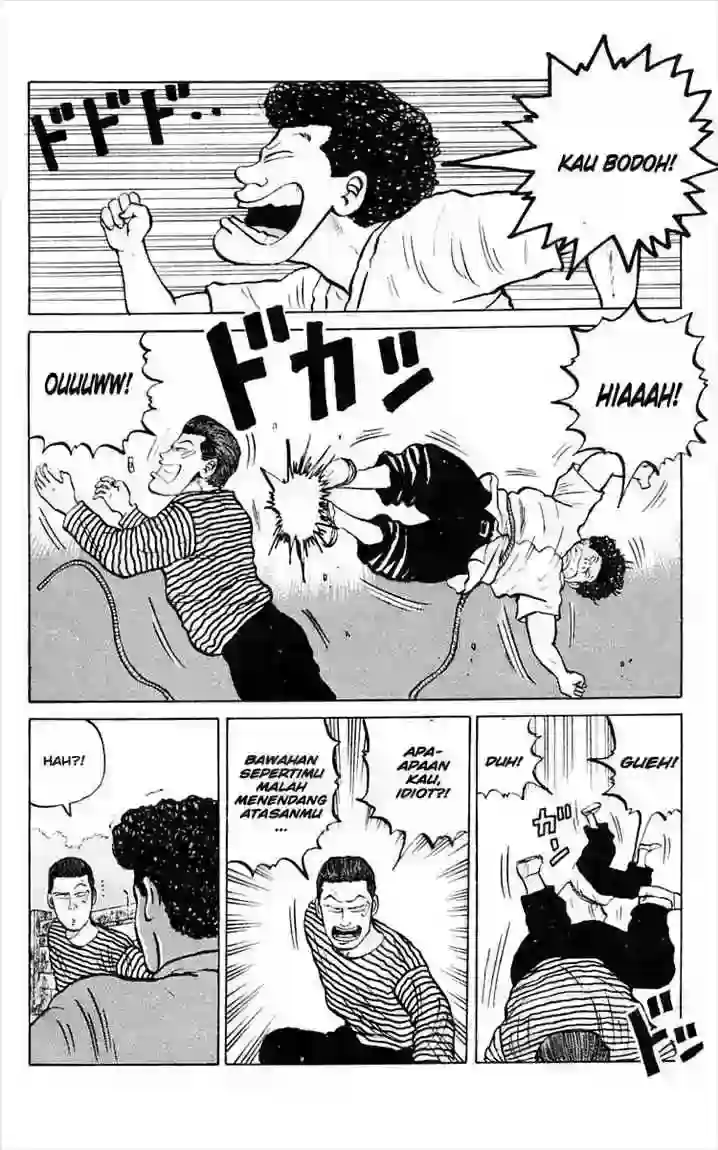 KAU BODOH!
ドドド..
HIAAAH!
ドカッ
OUUUWW!
DUH!
GUEH!
ガッ
ドッ
APA-
APAAN
KAU,
IDIOT?!
BAWAHAN
SEPERTIMU
MALAH
MENENDANG
ATASANMU
...
HAH?!